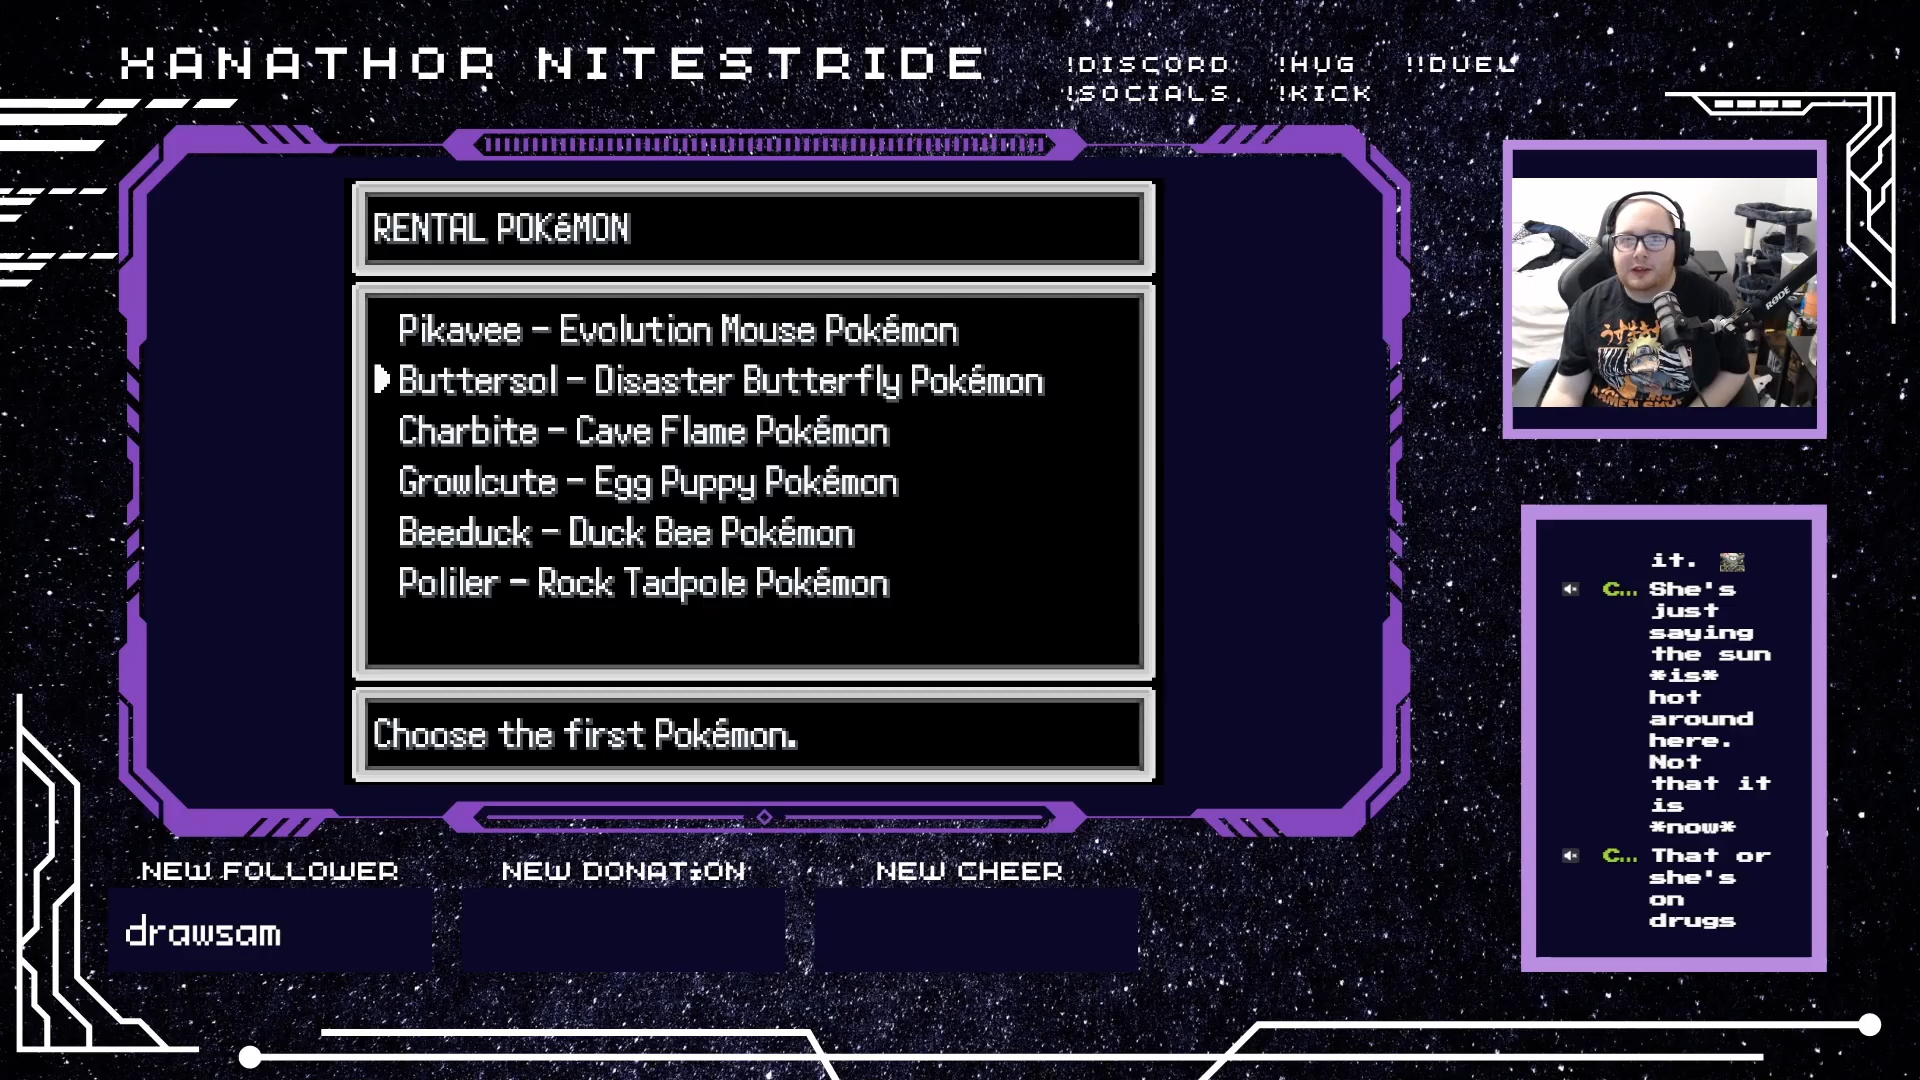 XANATHOR NITESTRIDE
!DISCORD !HUG !!DUEL
!SOCIALS !KICK
RENTAL POKéMON
Pikavee – Evolution Mouse Pokémon
Buttersol – Disaster Butterfly Pokémon
Charbite – Cave Flame Pokémon
Growlcute – Egg Puppy Pokémon
Beeduck – Duck Bee Pokémon
Poliler – Rock Tadpole Pokémon
Choose the first Pokémon.
RØDE
it.
C... She's
just
saying
the sun
*is*
hot
around
here.
Not
that it
is
*now*
C... That or
she's
on
drugs
NEW FOLLOWER
NEW DONATION
NEW CHEER
drawsam